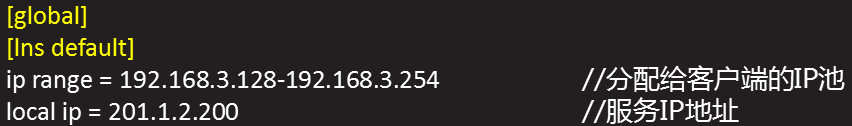 [global]
[lns default]
ip range = 192.168.3.128-192.168.3.254 //分配给客户端的IP池
local ip = 201.1.2.200 //服务IP地址